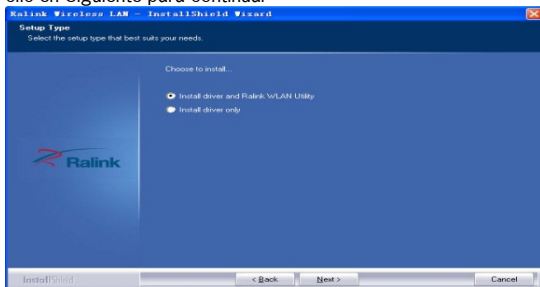 clic en Siguiente para continuar
Ralink Wireless LAN - InstallShield Wizard
Setup Type
Select the setup type that best suits your needs.
Choose to install...
Install driver and Ralink WLAN Utility
Install driver only
Ralink
InstallShield
< Back
Next >
Cancel